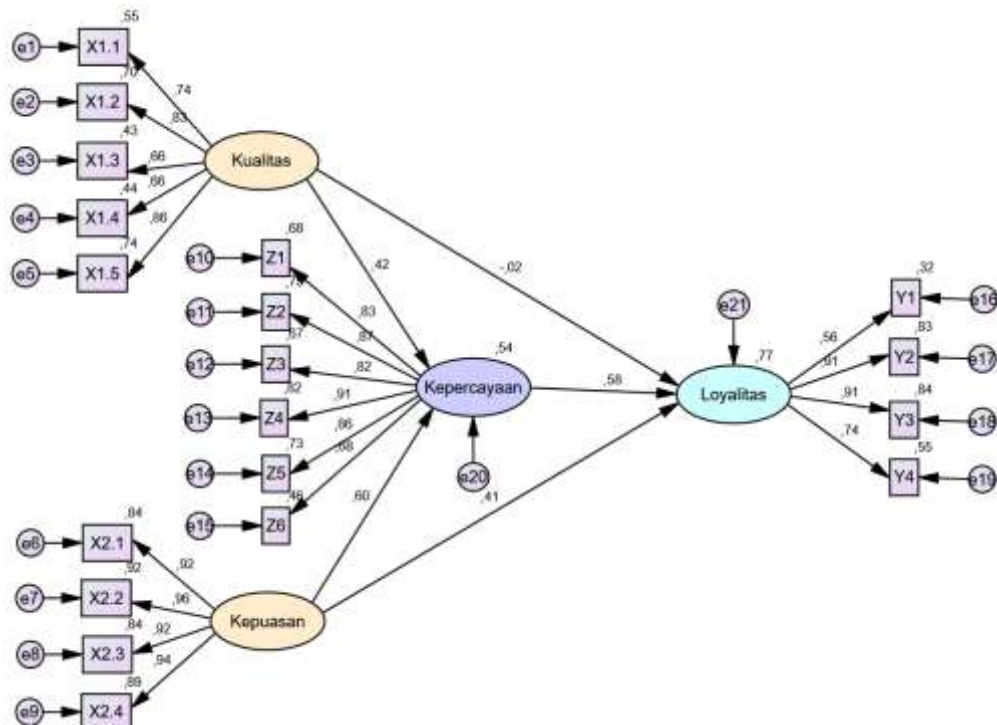 ,55
e1 X1.1
,70 ,74
e2 X1.2
,43 ,83
e3 X1.3 ,66 Kualitas
,44 ,66
e4 X1.4
,74 ,86
e5 X1.5
,68
e10 Z1
,42 -,02
e11 Z2 ,83
,87
e12 Z3 ,82
,82 ,91
e13 Z4
,73 ,86
e14 Z5 ,68
,46
e15 Z6
,54
Kepercayaan ,58
e20
,60 ,41
e21
,77
Loyalitas
,32
Y1 e16
,56 ,83
,91 Y2 e17
,91 ,84
Y3 e18
,74 ,55
Y4 e19
,84
e6 X2.1
,92 ,92
e7 X2.2 ,96
,84 ,92 Kepuasan
e8 X2.3 ,94
,89
e9 X2.4